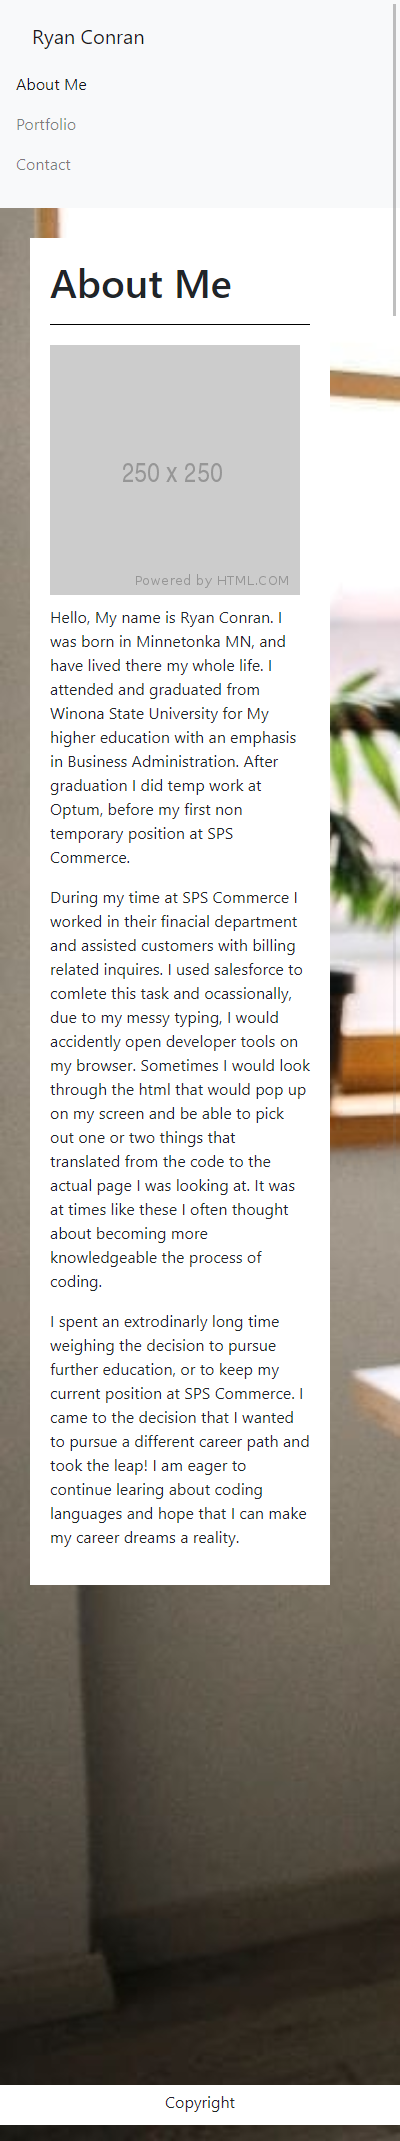 Ryan Conran
About Me
Portfolio
Contact
About Me
250 x 250
Powered by HTML.COM
Hello, My name is Ryan Conran. I
was born in Minnetonka MN, and
have lived there my whole life. I
attended and graduated from
Winona State University for My
higher education with an emphasis
in Business Administration. After
graduation I did temp work at
Optum, before my first non
temporary position at SPS
Commerce.
During my time at SPS Commerce I
worked in their finacial department
and assisted customers with billing
related inquires. I used salesforce to
comlete this task and ocassionally,
due to my messy typing, I would
accidently open developer tools on
my browser. Sometimes I would look
through the html that would pop up
on my screen and be able to pick
out one or two things that
translated from the code to the
actual page I was looking at. It was
at times like these I often thought
about becoming more
knowledgeable the process of
coding.
I spent an extrodinarly long time
weighing the decision to pursue
further education, or to keep my
current position at SPS Commerce. I
came to the decision that I wanted
to pursue a different career path and
took the leap! I am eager to
continue learing about coding
languages and hope that I can make
my career dreams a reality.
Copyright